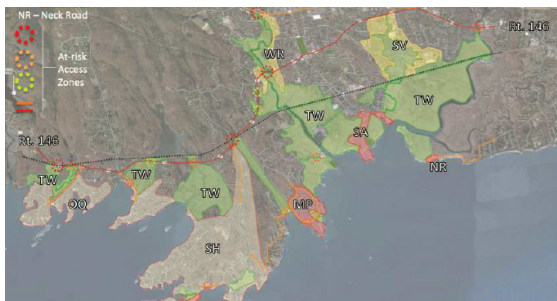 NR – Neck Road
At-risk
Access
Zones
Rt. 146
WR
SV
TW
TW
SA
NR
Rt. 146
TW
TW
TW
OQ
MP
SH